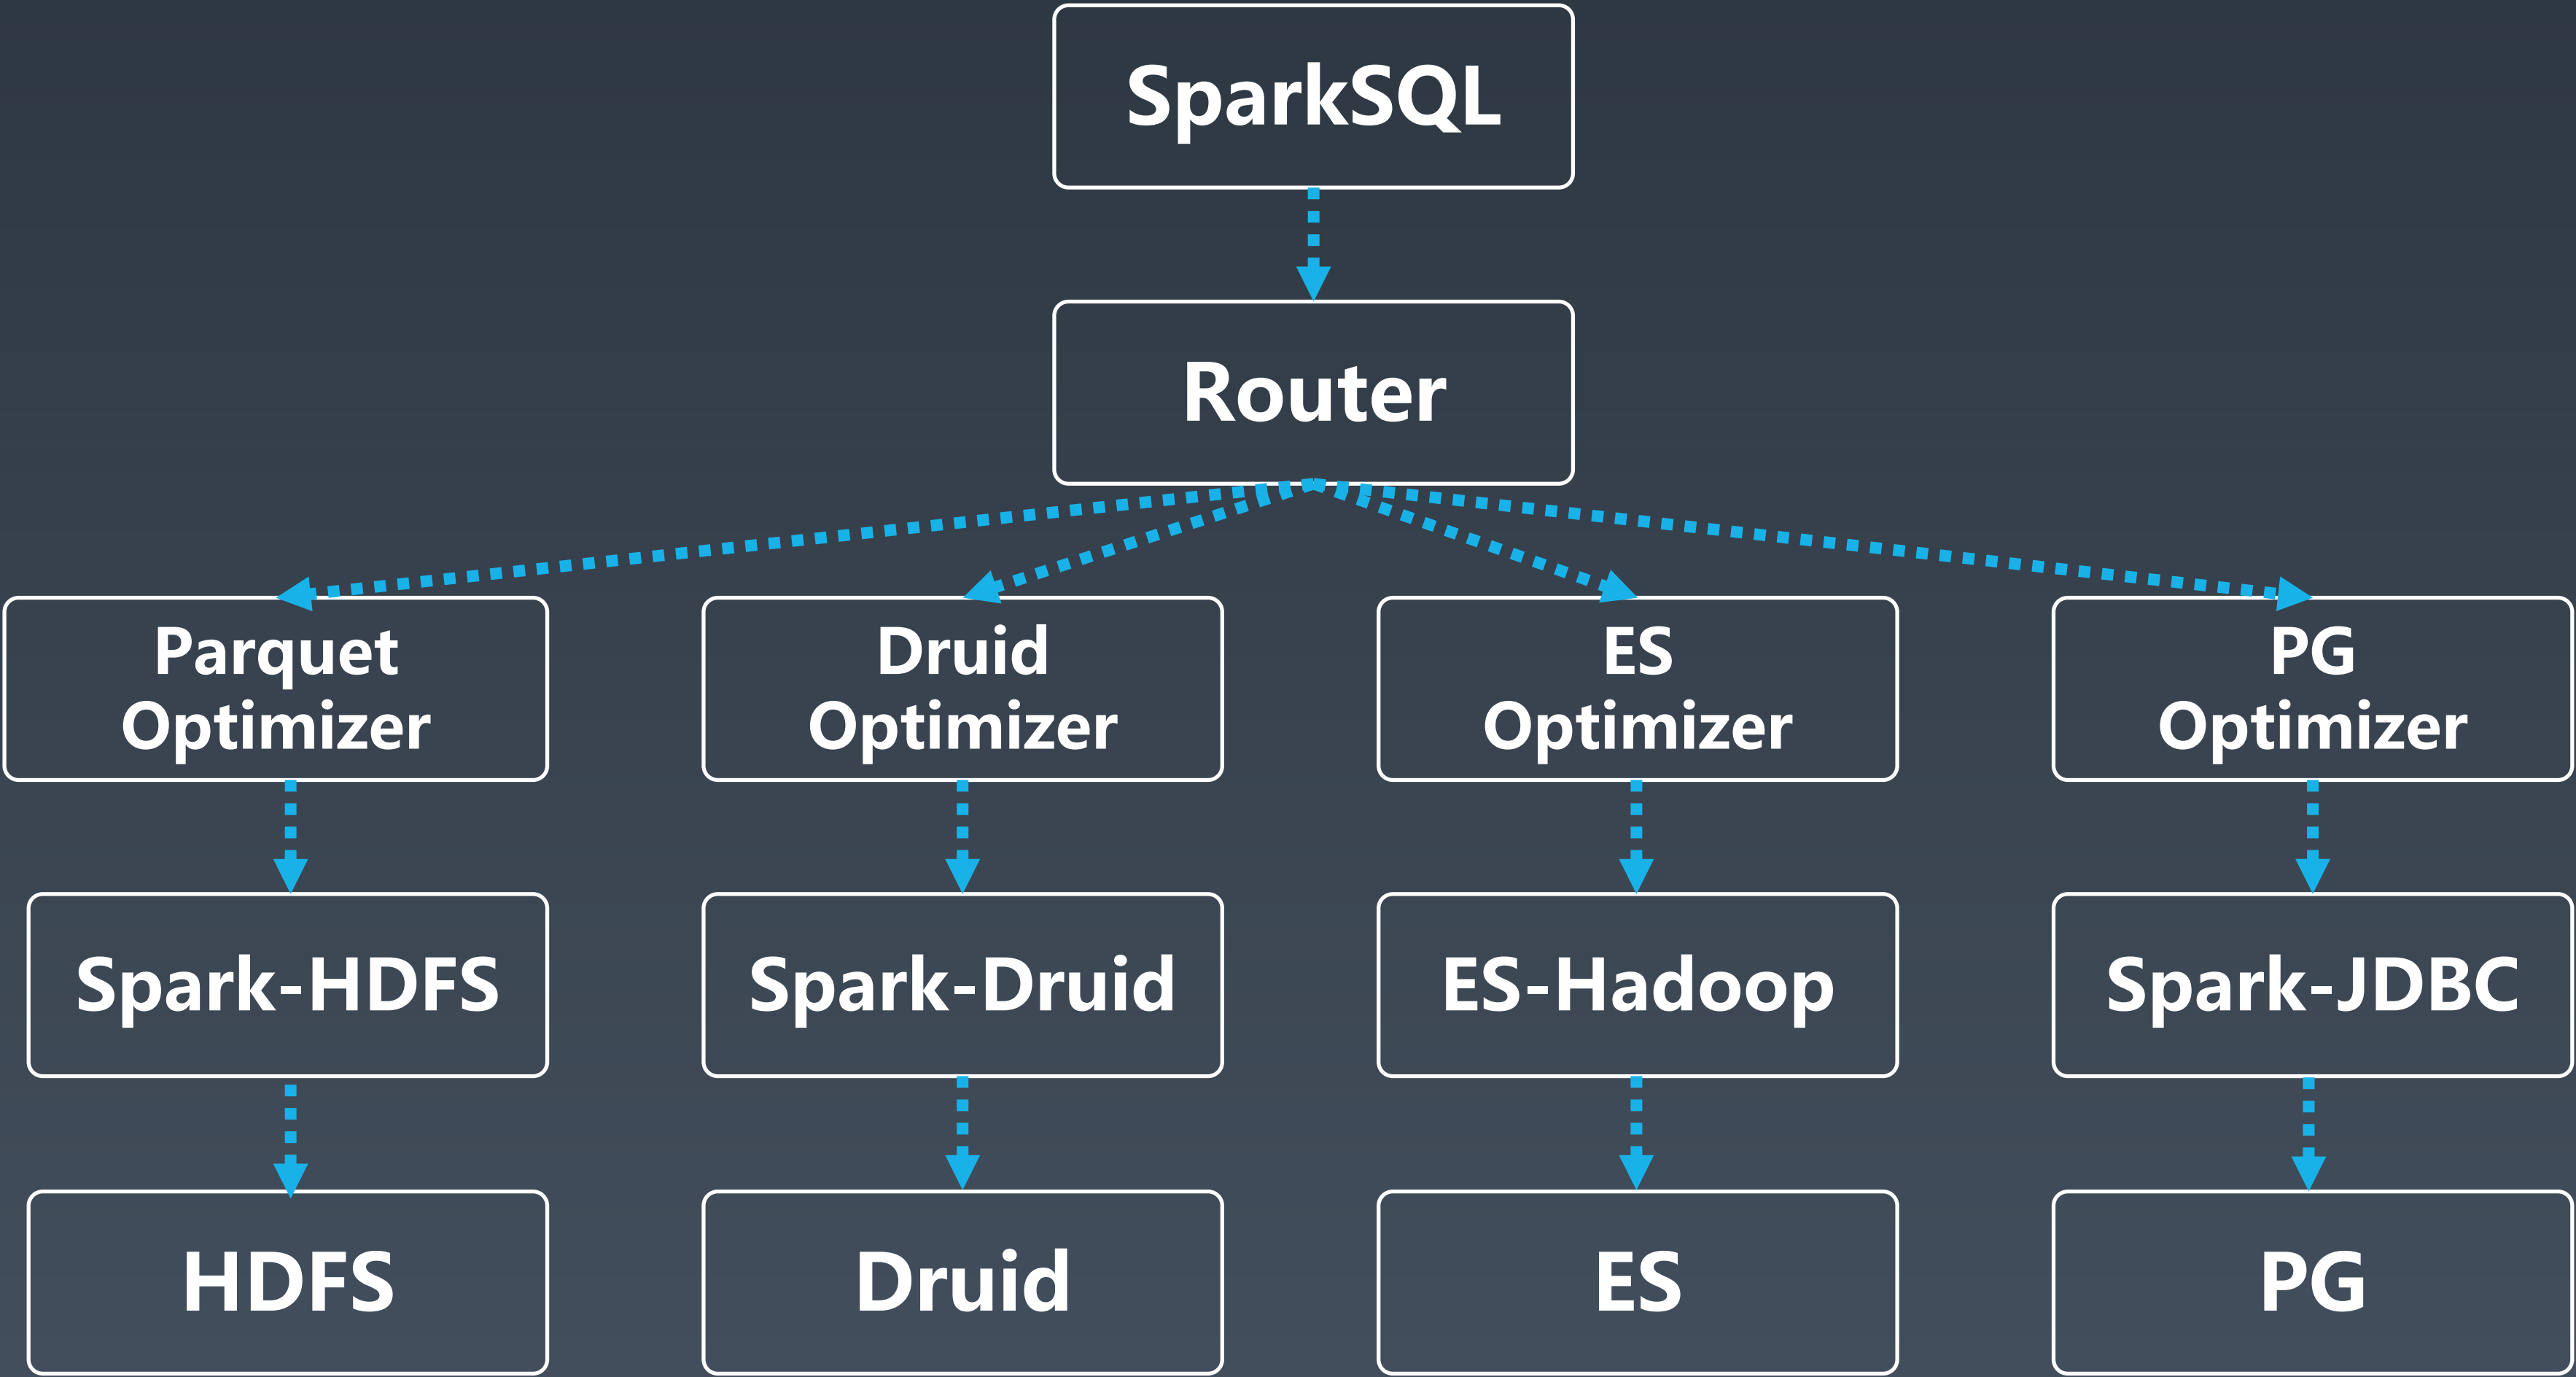 SparkSQL
Router
Parquet
Optimizer
Druid
Optimizer
ES
Optimizer
PG
Optimizer
Spark-HDFS
Spark-Druid
ES-Hadoop
Spark-JDBC
HDFS
Druid
ES
PG